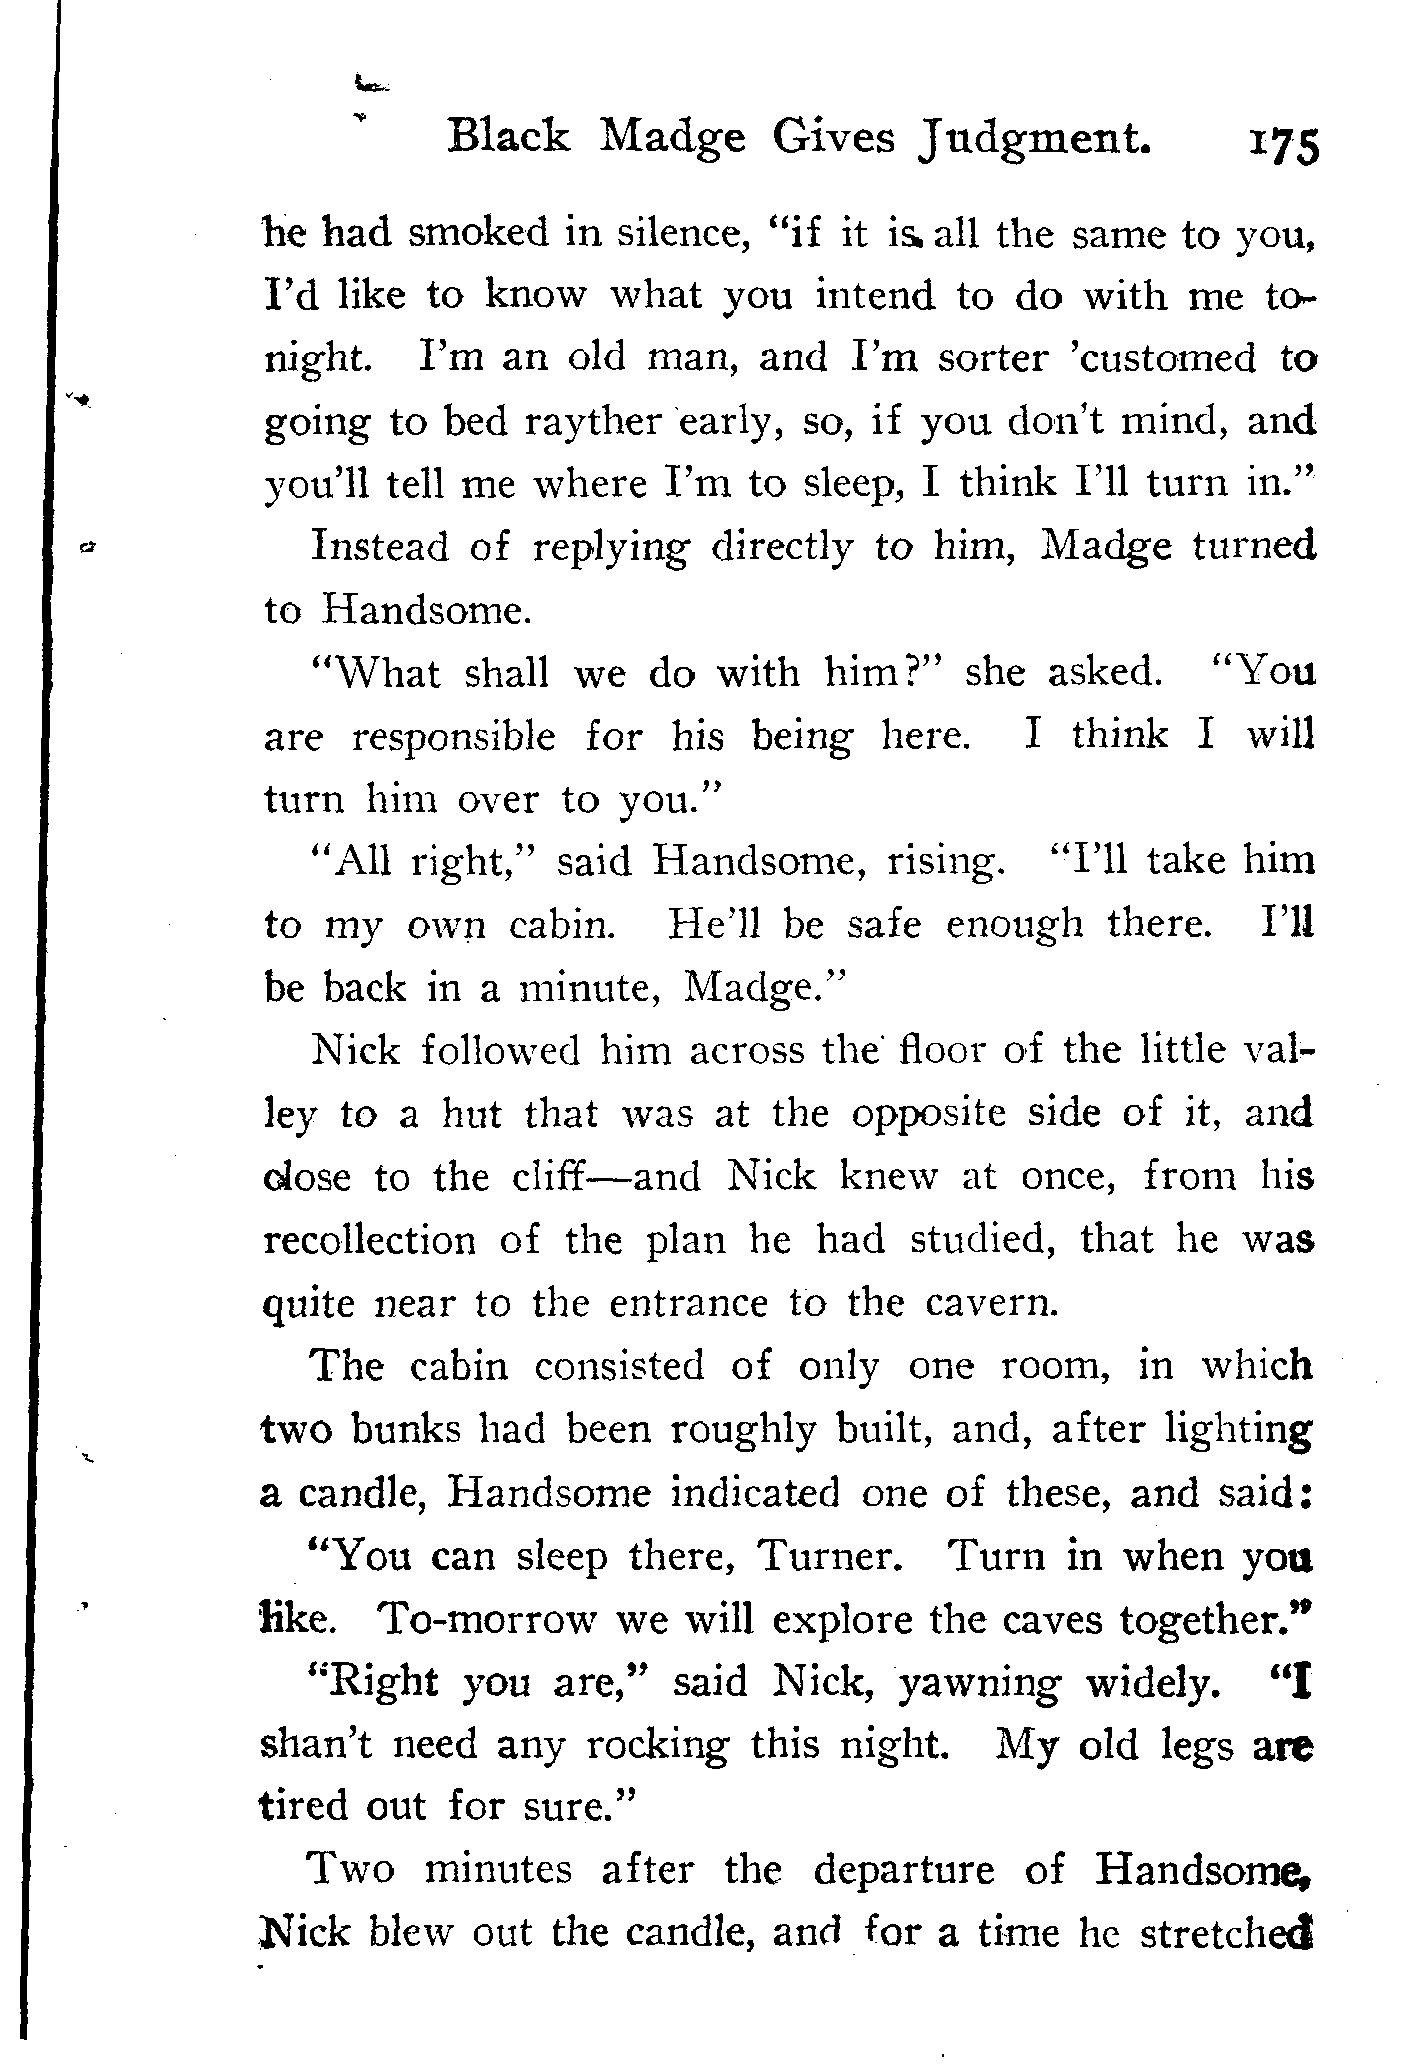 Black Madge Gives Judgment. 175
he had smoked in silence, “if it is all the same to you,
I’d like to know what you intend to do with me to-
night. I’m an old man, and I’m sorter ’customed to
going to bed rayther early, so, if you don’t mind, and
you’ll tell me where I’m to sleep, I think I’ll turn in.”
Instead of replying directly to him, Madge turned
to Handsome.
“What shall we do with him?” she asked. “You
are responsible for his being here. I think I will
turn him over to you.”
“All right,” said Handsome, rising. “I’ll take him
to my own cabin. He’ll be safe enough there. I’ll
be back in a minute, Madge.”
Nick followed him across the floor of the little val-
ley to a hut that was at the opposite side of it, and
close to the cliff—and Nick knew at once, from his
recollection of the plan he had studied, that he was
quite near to the entrance to the cavern.
The cabin consisted of only one room, in which
two bunks had been roughly built, and, after lighting
a candle, Handsome indicated one of these, and said:
“You can sleep there, Turner. Turn in when you
like. To-morrow we will explore the caves together.”
“Right you are,” said Nick, yawning widely. “I
shan’t need any rocking this night. My old legs are
tired out for sure.”
Two minutes after the departure of Handsome,
Nick blew out the candle, and for a time he stretched